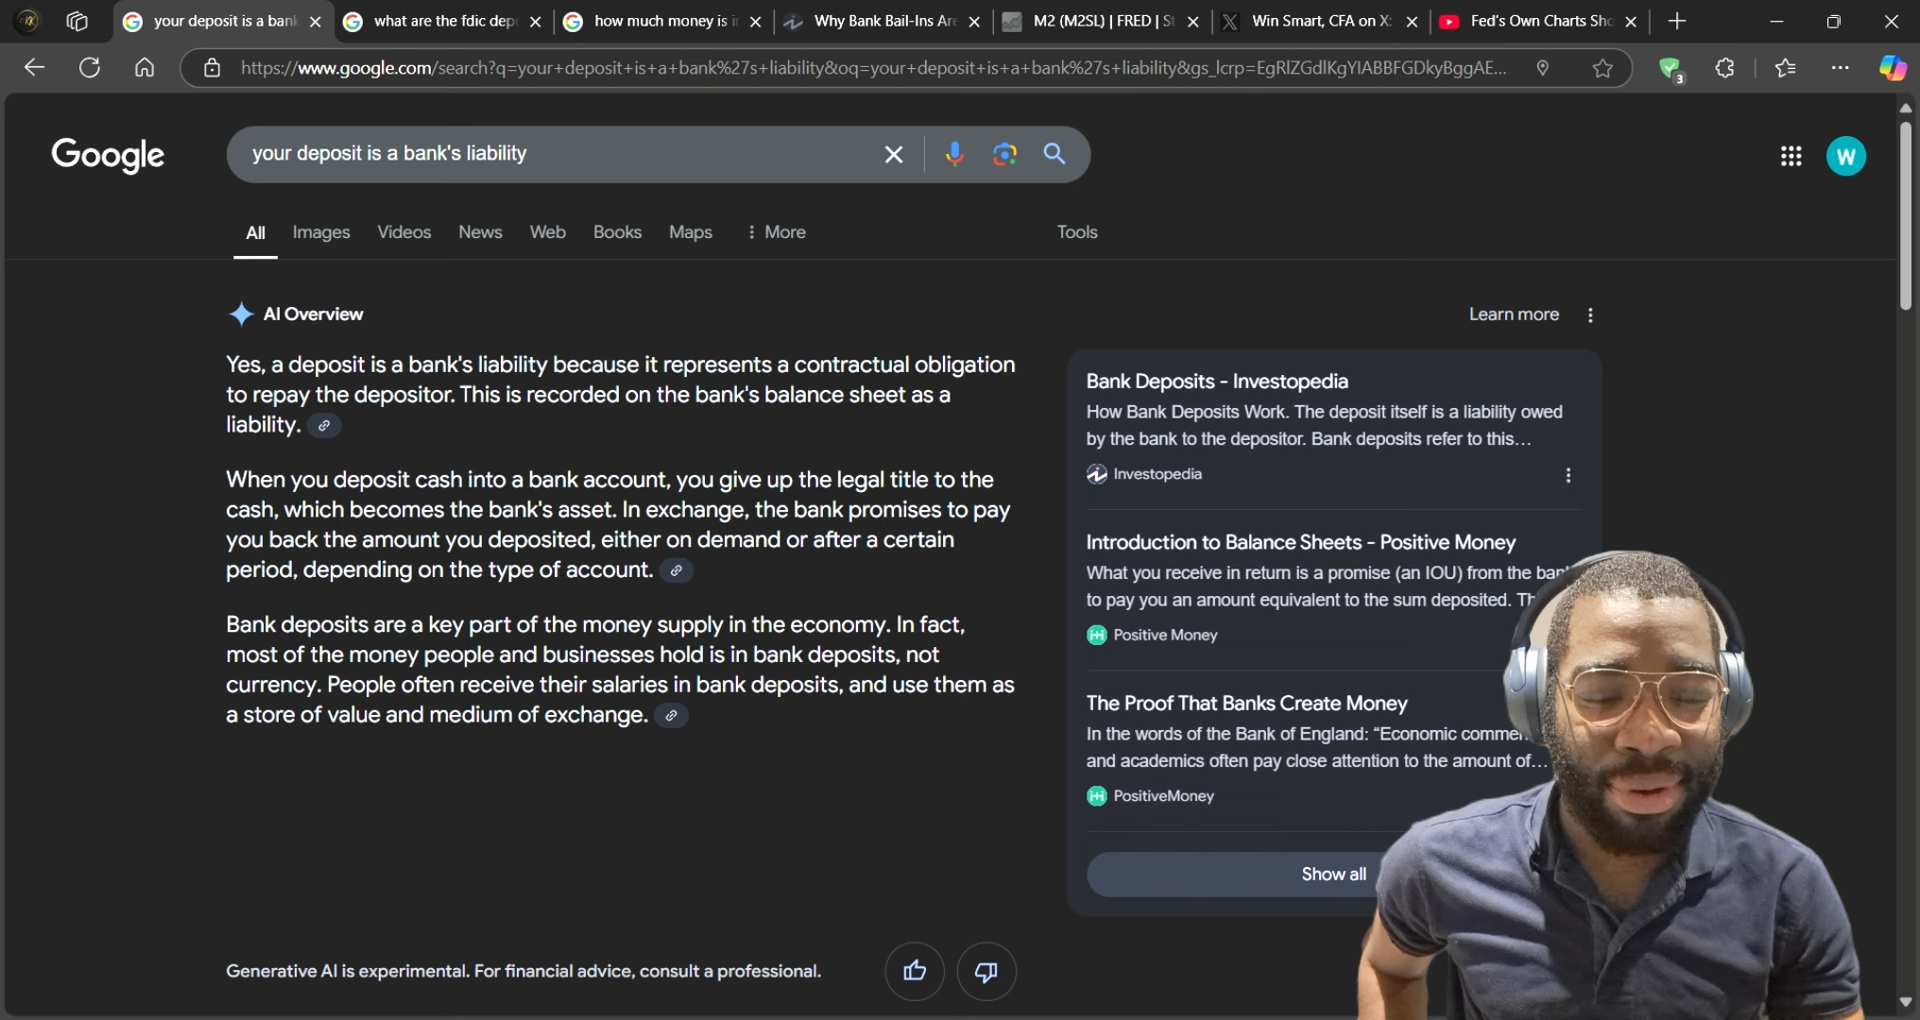 your deposit is a bank
what are the fdic dep
how much money is i
Why Bank Bail-Ins Ar
M2 (M2SL) | FRED | St
Win Smart, CFA on X:
Fed's Own Charts Sho
https://www.google.com/search?q=your+deposit+is+a+bank%27s+liability&oq=your+deposit+is+a+bank%27s+liability&gs_lcrp=EgRlZGdlKgYIABBFGDkyBggAE...
3
Google
your deposit is a bank's liability
W
All Images Videos News Web Books Maps More Tools
AI Overview
Learn more
Yes, a deposit is a bank's liability because it represents a contractual obligation
to repay the depositor. This is recorded on the bank's balance sheet as a
liability.
When you deposit cash into a bank account, you give up the legal title to the
cash, which becomes the bank's asset. In exchange, the bank promises to pay
you back the amount you deposited, either on demand or after a certain
period, depending on the type of account.
Bank deposits are a key part of the money supply in the economy. In fact,
most of the money people and businesses hold is in bank deposits, not
currency. People often receive their salaries in bank deposits, and use them as
a store of value and medium of exchange.
Bank Deposits - Investopedia
How Bank Deposits Work. The deposit itself is a liability owed
by the bank to the depositor. Bank deposits refer to this...
Investopedia
Introduction to Balance Sheets - Positive Money
What you receive in return is a promise (an IOU) from the bank
to pay you an amount equivalent to the sum deposited.
Positive Money
The Proof That Banks Create Money
In the words of the Bank of England: “Economic
and academics often pay close attention to the amount of...
PositiveMoney
Show all
Generative AI is experimental. For financial advice, consult a professional.